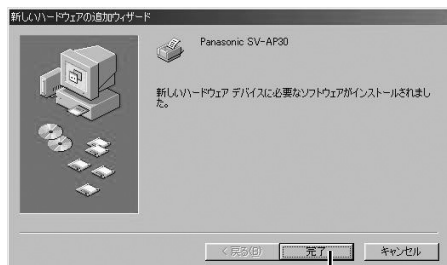 新しいハードウェアの追加ウィザード
Panasonic SV-AP30
新しいハードウェア デバイスに必要なソフトウェアがインストールされまし
た。
< 戻る(B)
完了
キャンセル